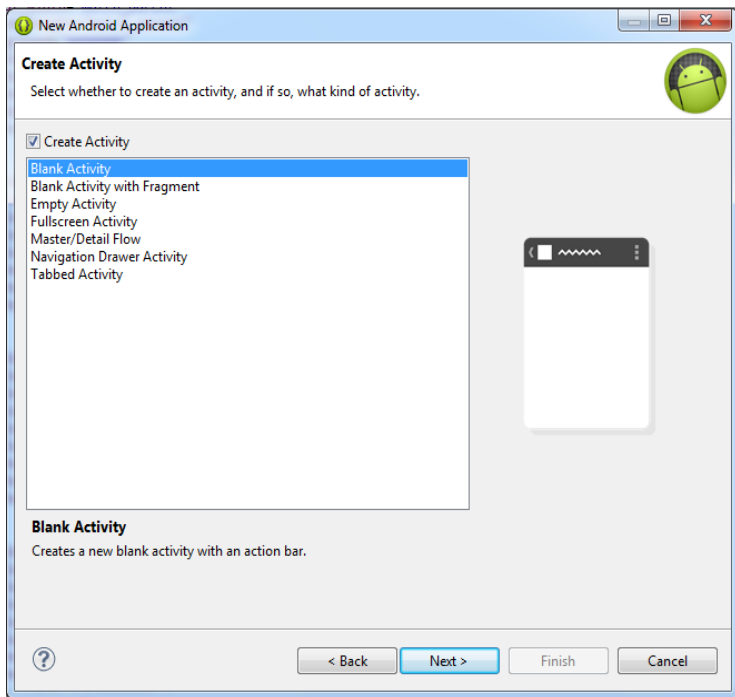 New Android Application
Create Activity
Select whether to create an activity, and if so, what kind of activity.
Create Activity
Blank Activity
Blank Activity with Fragment
Empty Activity
Fullscreen Activity
Master/Detail Flow
Navigation Drawer Activity
Tabbed Activity
Blank Activity
Creates a new blank activity with an action bar.
< Back Next > Finish Cancel